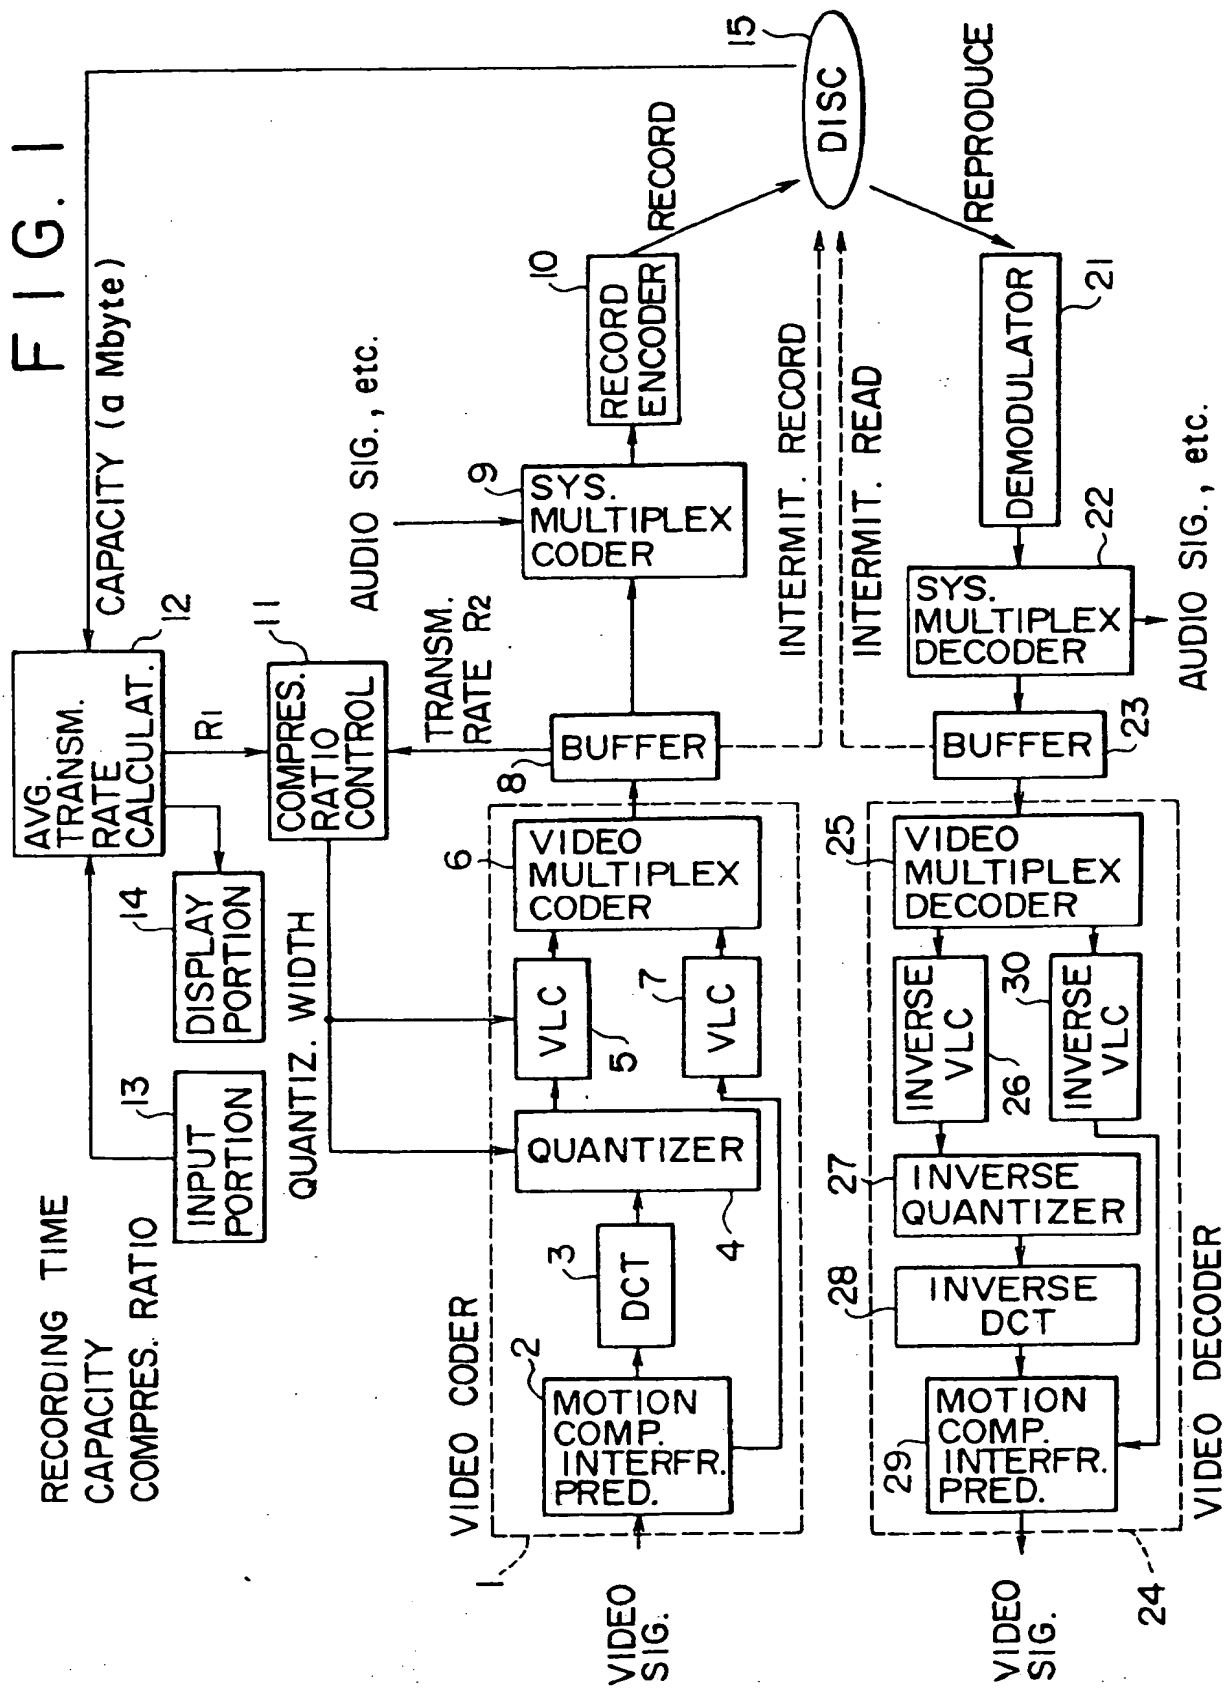 FIG. 1
RECORDING TIME
CAPACITY
COMPRES. RATIO
13
INPUT
PORTION
14
DISPLAY
PORTION
AVG.
TRANSM.
RATE
CALCULAT.
12
CAPACITY (a Mbyte)
R1
QUANTIZ. WIDTH
COMPRES.
RATIO
CONTROL
11
TRANSM.
RATE R2
AUDIO SIG., etc.
VIDEO CODER
1
VIDEO
SIG.
2
MOTION
COMP.
INTERFR.
PRED.
3
DCT
4
QUANTIZER
5
VLC
7
VLC
6
VIDEO
MULTIPLEX
CODER
8
BUFFER
9
SYS.
MULTIPLEX
CODER
10
RECORD
ENCODER
RECORD
15
DISC
INTERMIT. RECORD
INTERMIT. READ
REPRODUCE
VIDEO
SIG.
24
VIDEO DECODER
29
MOTION
COMP.
INTERFR.
PRED.
28
INVERSE
DCT
27
INVERSE
QUANTIZER
INVERSE
VLC
26
30
INVERSE
VLC
25
VIDEO
MULTIPLEX
DECODER
BUFFER
23
SYS.
MULTIPLEX
DECODER
22
AUDIO SIG., etc.
DEMODULATOR
21